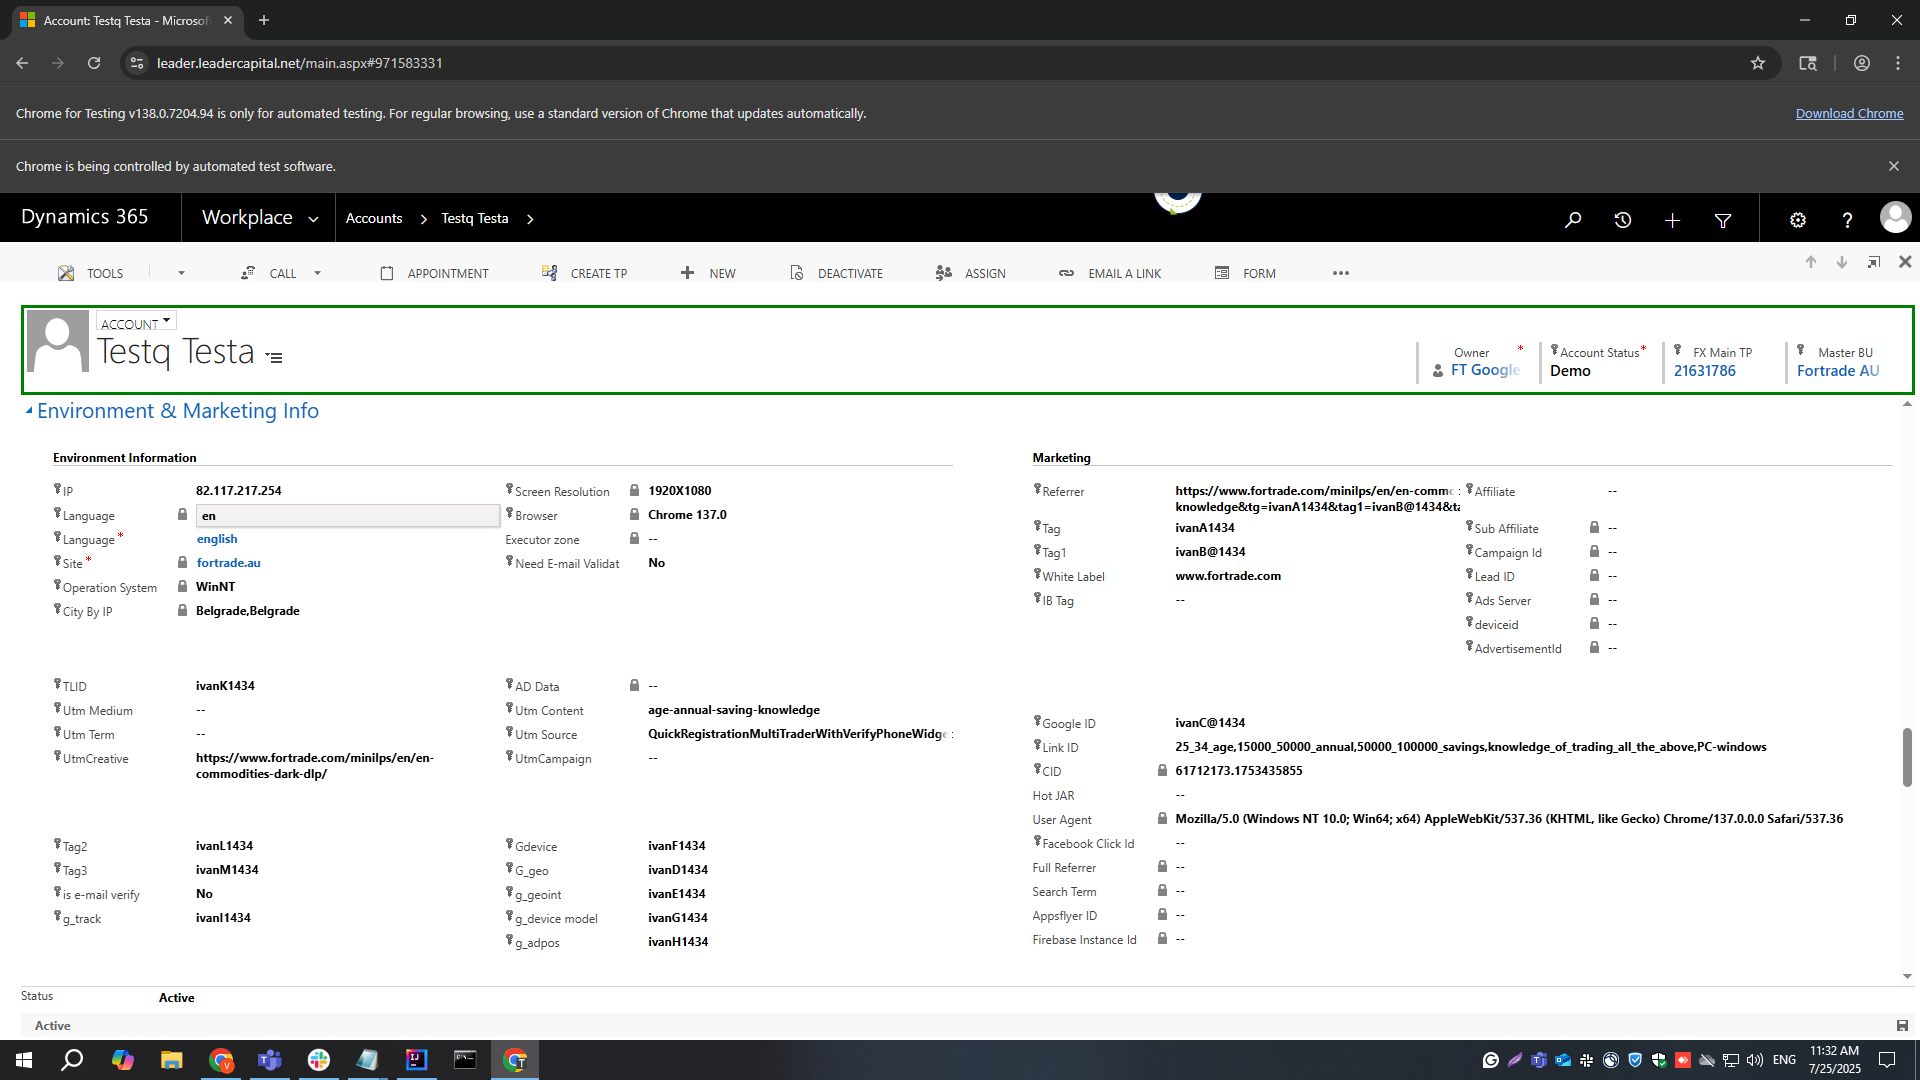 Account: Testq Testa - Microsof
leader.leadercapital.net/main.aspx#971583331
Chrome for Testing v138.0.7204.94 is only for automated testing. For regular browsing, use a standard version of Chrome that updates automatically.
Download Chrome
Chrome is being controlled by automated test software.
Dynamics 365
Workplace
Accounts
Testq Testa
TOOLS
CALL
APPOINTMENT
CREATE TP
NEW
DEACTIVATE
ASSIGN
EMAIL A LINK
FORM
ACCOUNT
Testq Testa
Owner *
FT Google
Account Status *
Demo
FX Main TP
21631786
Master BU
Fortrade AU
Environment & Marketing Info
Environment Information
IP 82.117.217.254
Language en
Language * english
Site * fortrade.au
Operation System WinNT
City By IP Belgrade,Belgrade
Screen Resolution 1920X1080
Browser Chrome 137.0
Executor zone --
Need E-mail Validat No
TLID ivanK1434
Utm Medium --
Utm Term --
UtmCreative https://www.fortrade.com/minilps/en/en-
commodities-dark-dlp/
AD Data --
Utm Content age-annual-saving-knowledge
Utm Source QuickRegistrationMultiTraderWithVerifyPhoneWidge
UtmCampaign --
Tag2 ivanL1434
Tag3 ivanM1434
is e-mail verify No
g_track ivanI1434
Gdevice ivanF1434
G_geo ivanD1434
g_geoint ivanE1434
g_device model ivanG1434
g_adpos ivanH1434
Marketing
Referrer https://www.fortrade.com/minilps/en/en-commo
knowledge&tg=ivanA1434&tag1=ivanB@1434&ta
Tag ivanA1434
Tag1 ivanB@1434
White Label www.fortrade.com
IB Tag --
Affiliate --
Sub Affiliate --
Campaign Id --
Lead ID --
Ads Server --
deviceid --
AdvertisementId --
Google ID ivanC@1434
Link ID 25_34_age,15000_50000_annual,50000_100000_savings,knowledge_of_trading_all_the_above,PC-windows
CID 61712173.1753435855
Hot JAR --
User Agent Mozilla/5.0 (Windows NT 10.0; Win64; x64) AppleWebKit/537.36 (KHTML, like Gecko) Chrome/137.0.0.0 Safari/537.36
Facebook Click Id --
Full Referrer --
Search Term --
Appsflyer ID --
Firebase Instance Id --
Status Active
Active
ENG
11:32 AM
7/25/2025